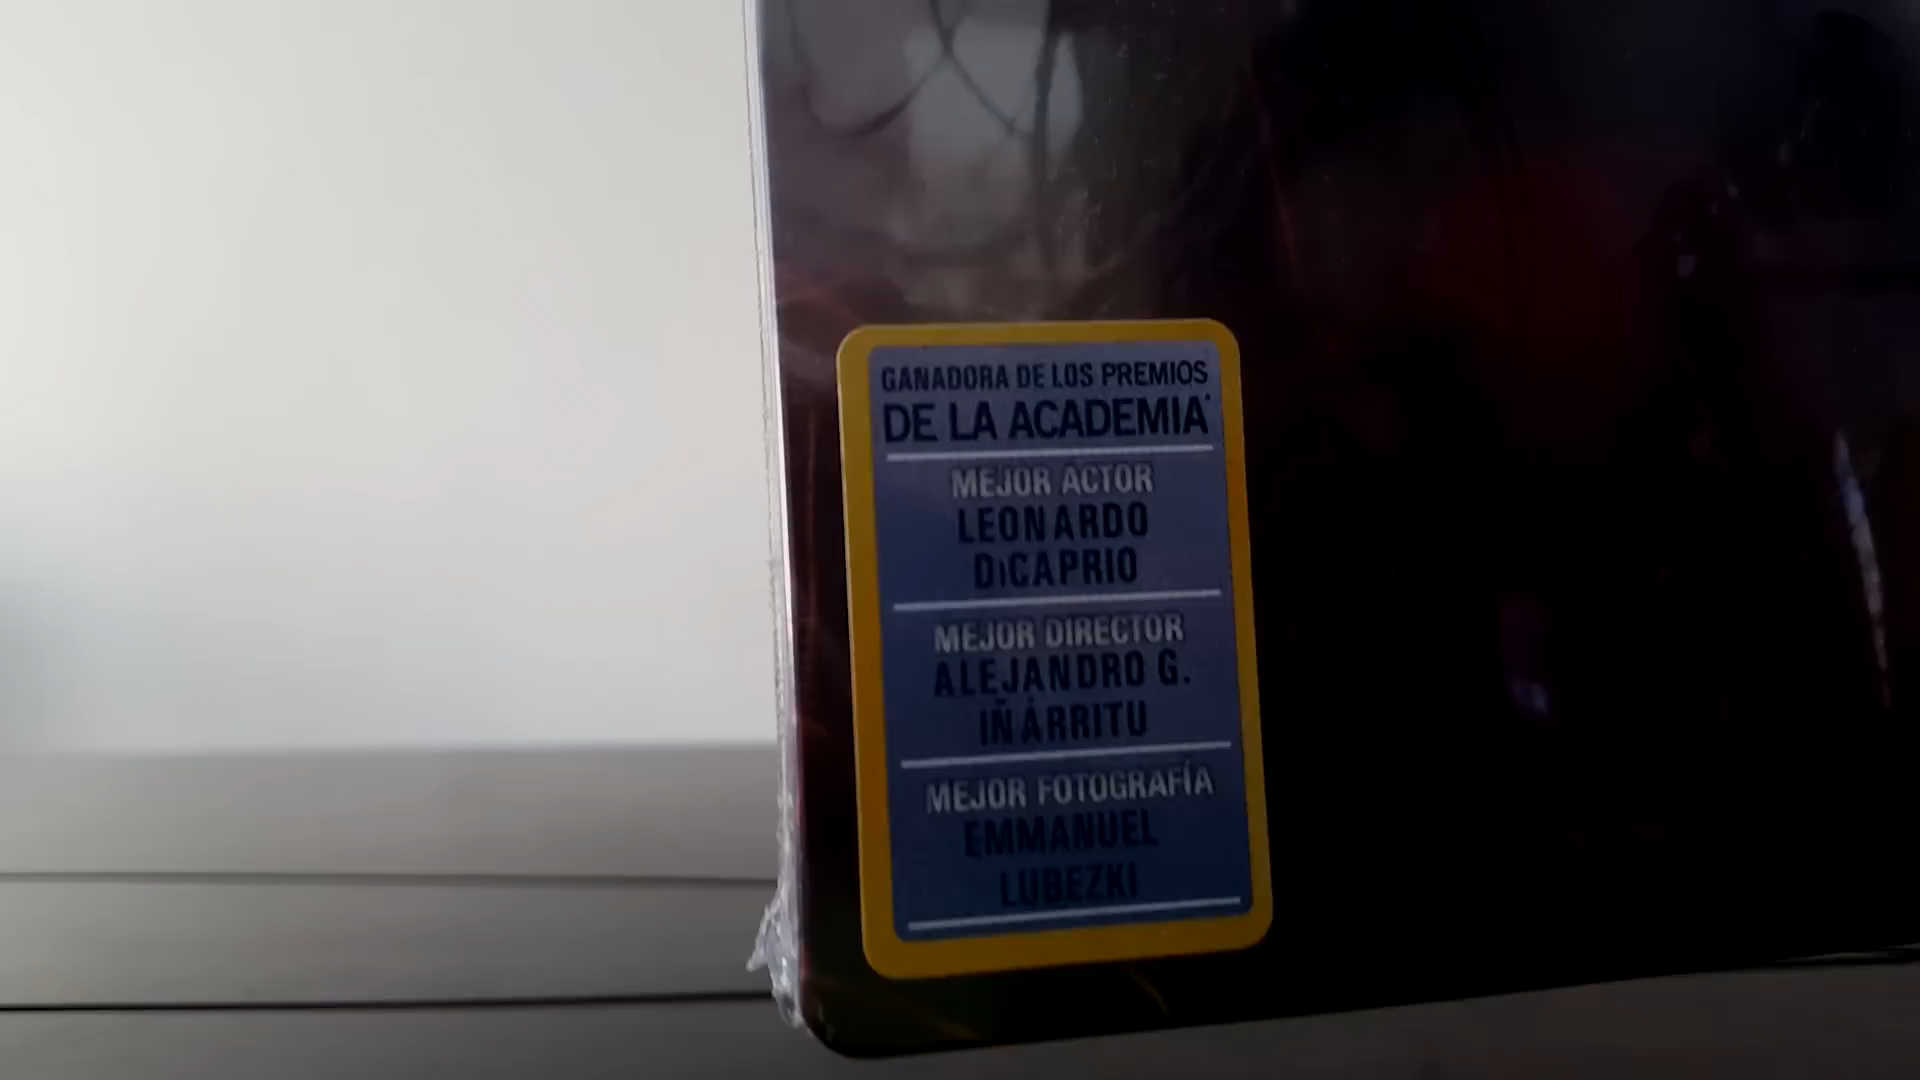 GANADORA DE LOS PREMIOS
DE LA ACADEMIA
MEJOR ACTOR
LEONARDO
DiCAPRIO
MEJOR DIRECTOR
ALEJANDRO G.
IÑÁRRITU
MEJOR FOTOGRAFÍA
EMMANUEL
LUBEZKI